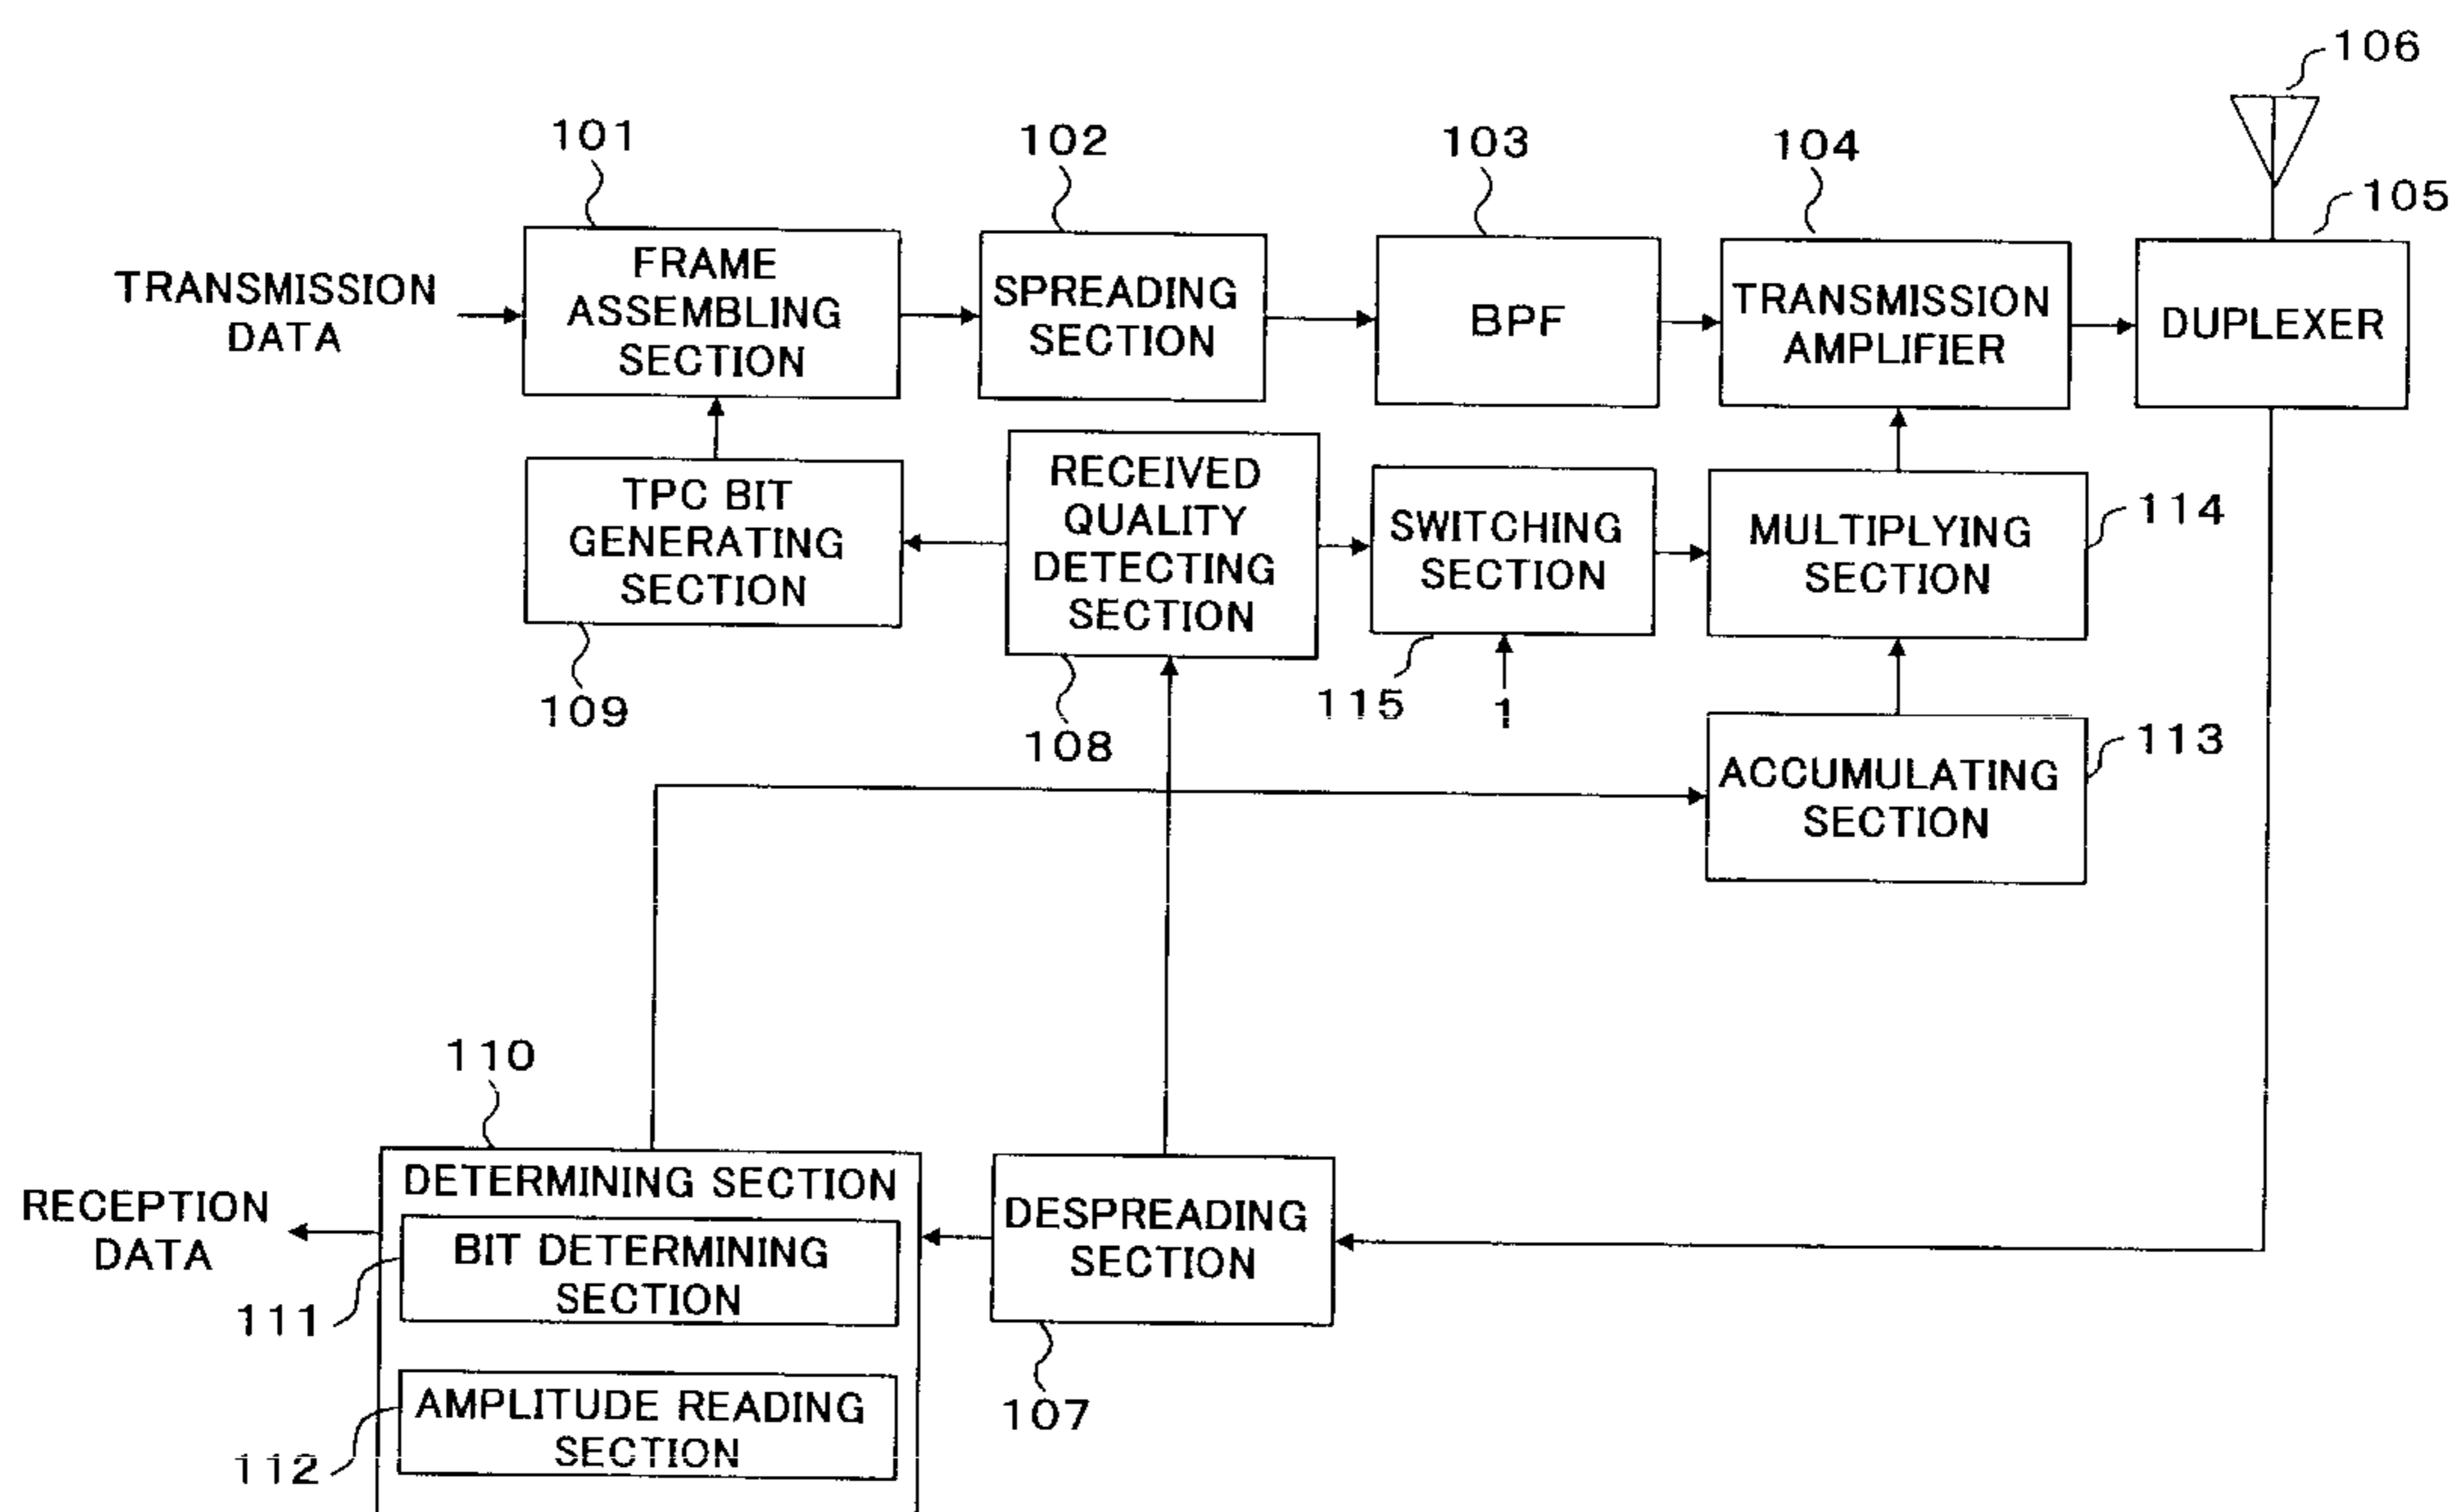 106
101
102
103
104
105
TRANSMISSION
DATA
FRAME
ASSEMBLING
SECTION
SPREADING
SECTION
BPF
TRANSMISSION
AMPLIFIER
DUPLEXER
TPC BIT
GENERATING
SECTION
RECEIVED
QUALITY
DETECTING
SECTION
SWITCHING
SECTION
MULTIPLYING
SECTION
114
109
108
115
1
113
ACCUMULATING
SECTION
110
RECEPTION
DATA
DETERMINING SECTION
BIT DETERMINING
SECTION
111
AMPLITUDE READING
SECTION
112
DESPREADING
SECTION
107